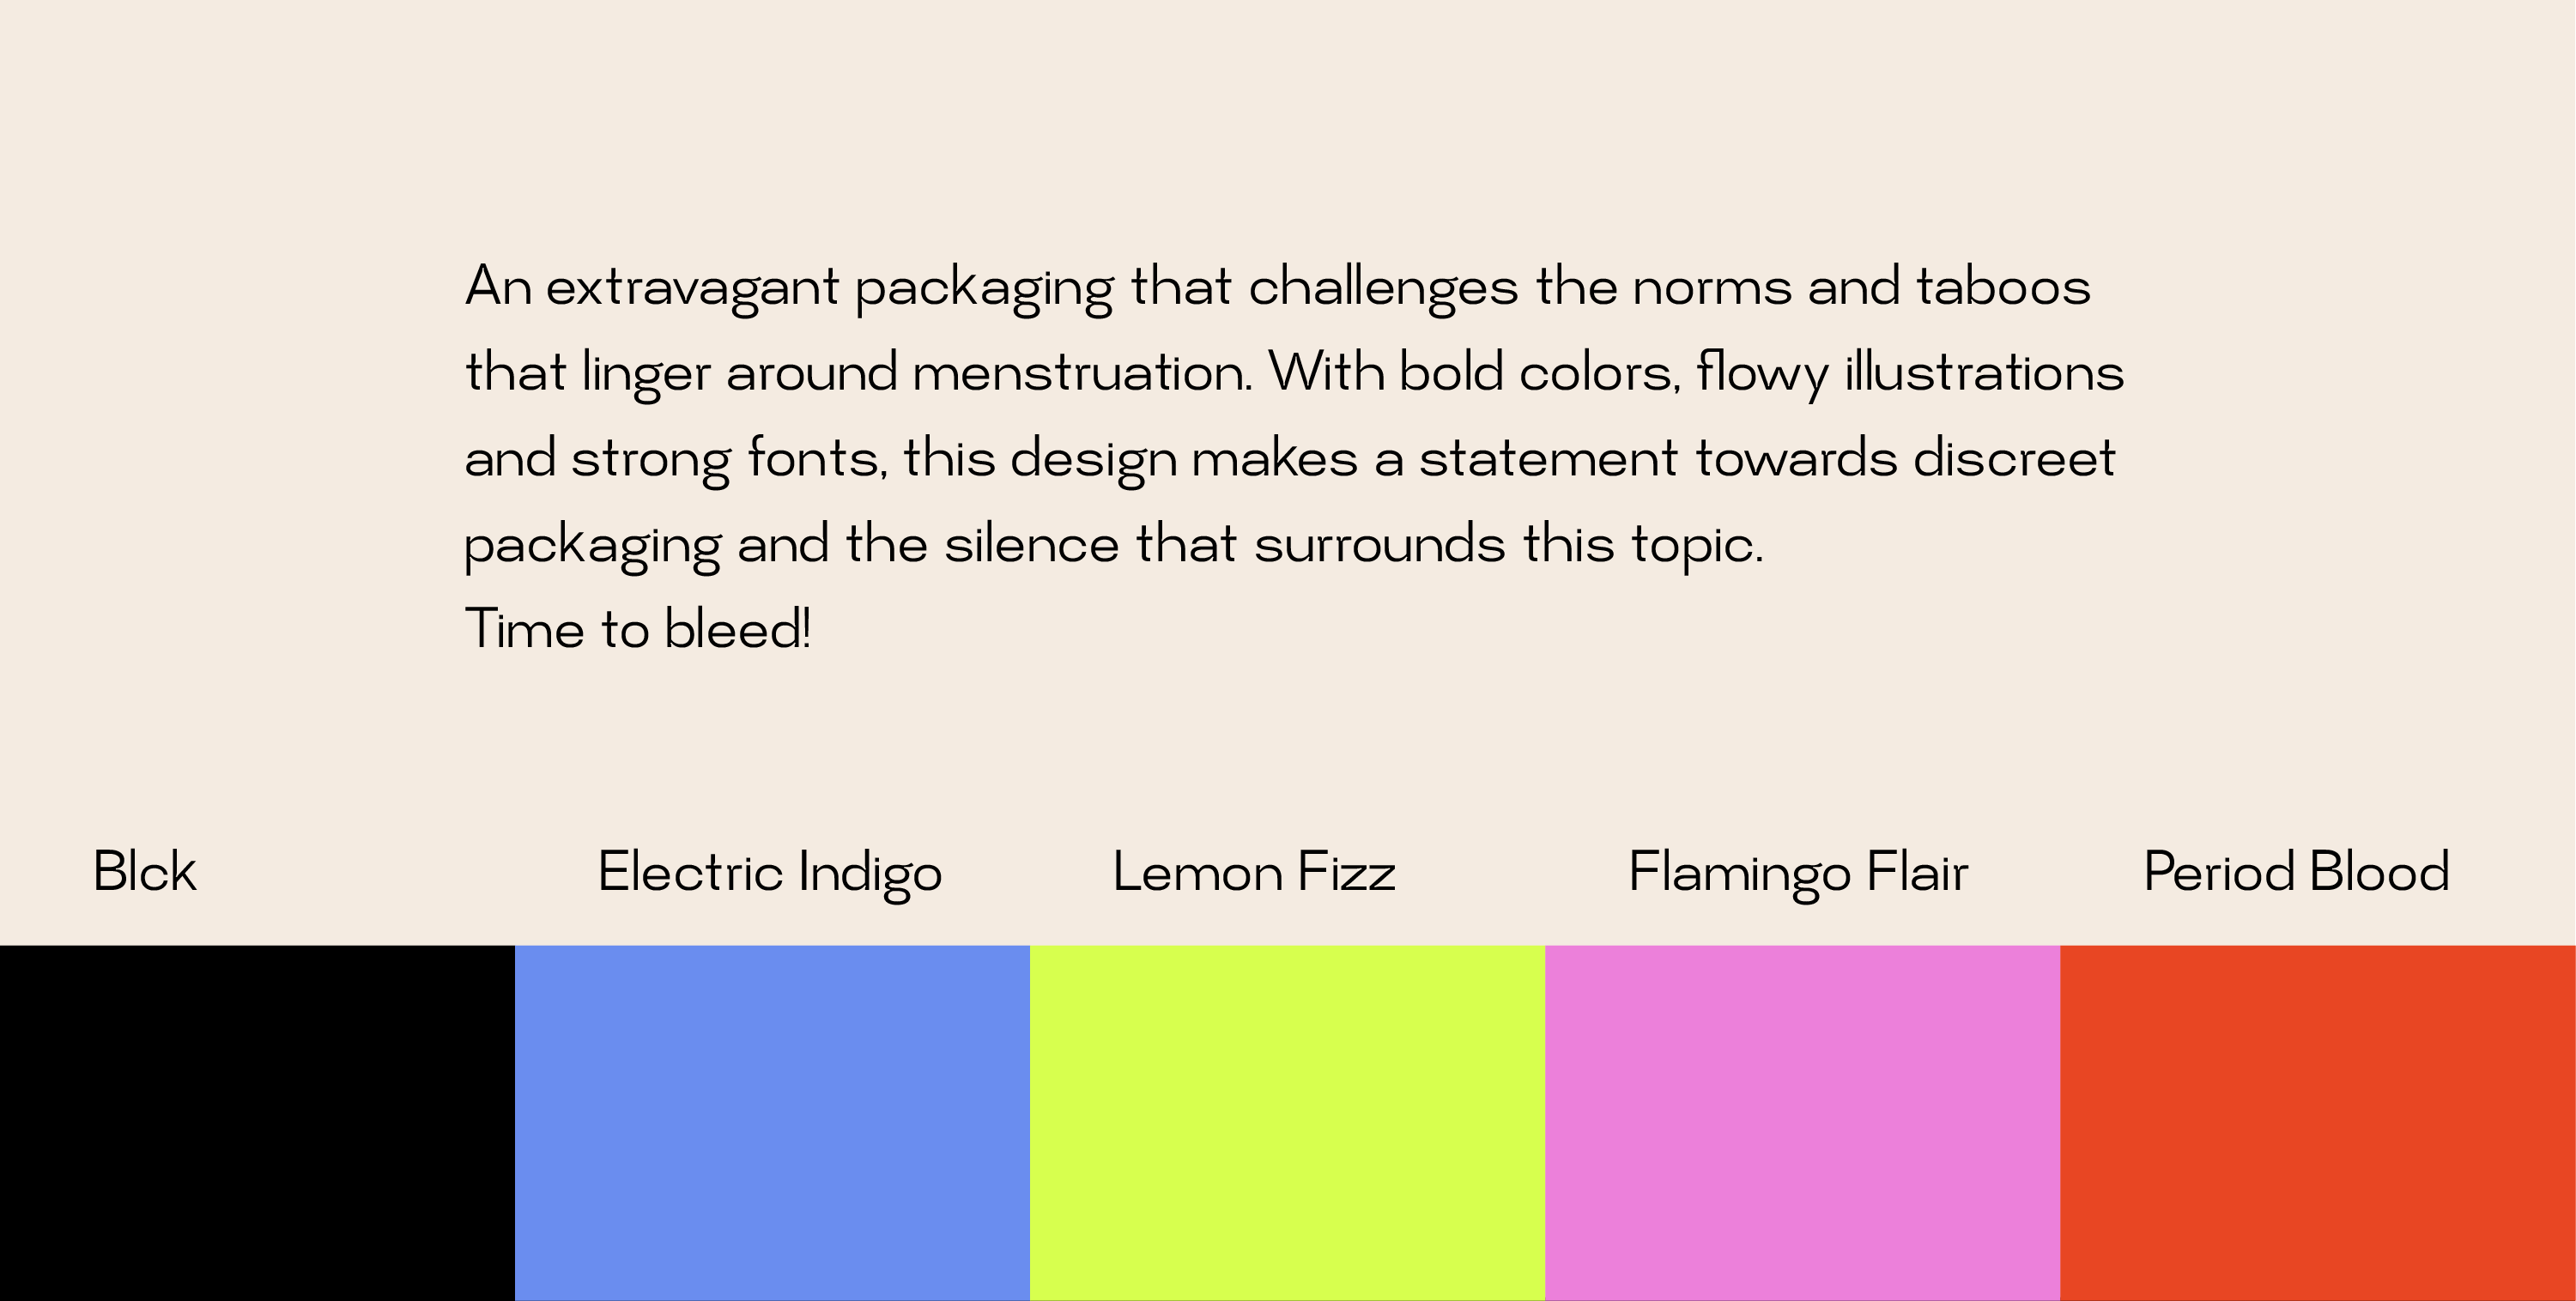 An extravagant packaging that challenges the norms and taboos
that linger around menstruation. With bold colors, flowy illustrations
and strong fonts, this design makes a statement towards discreet
packaging and the silence that surrounds this topic.
Time to bleed!
Blck
Electric Indigo
Lemon Fizz
Flamingo Flair
Period Blood